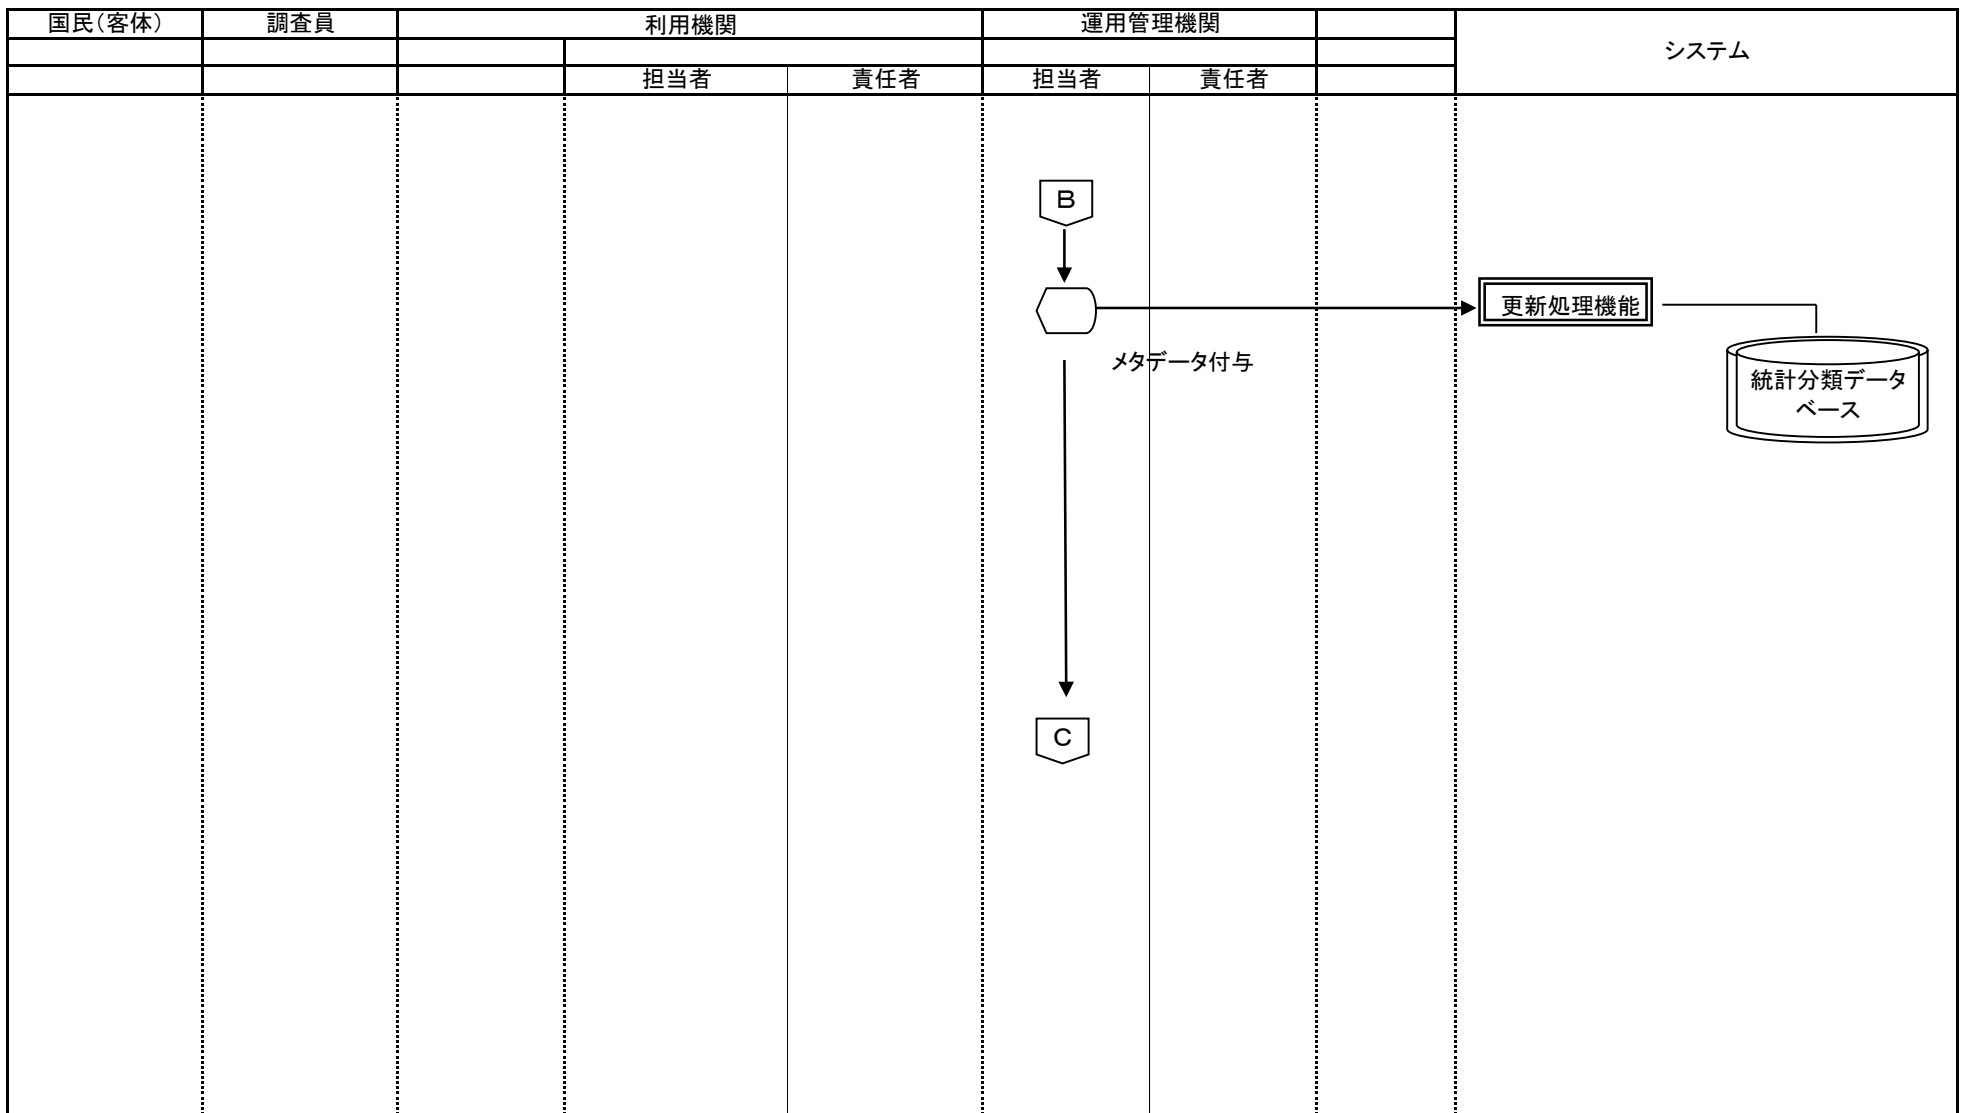 国民（客体）
調査員
利用機関
運用管理機関
システム
担当者
責任者
担当者
責任者
B
更新処理機能
メタデータ付与
統計分類データ
ベース
C